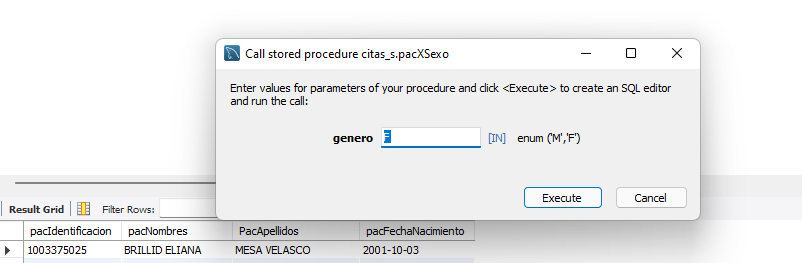 Call stored procedure citas_s.pacXSexo
Enter values for parameters of your procedure and click <Execute> to create an SQL editor
and run the call:
genero F [IN] enum ('M','F')
Execute Cancel
Result Grid Filter Rows:
pacIdentificacion pacNombres PacApellidos pacFechaNacimiento
1003375025 BRILLID ELIANA MESA VELASCO 2001-10-03